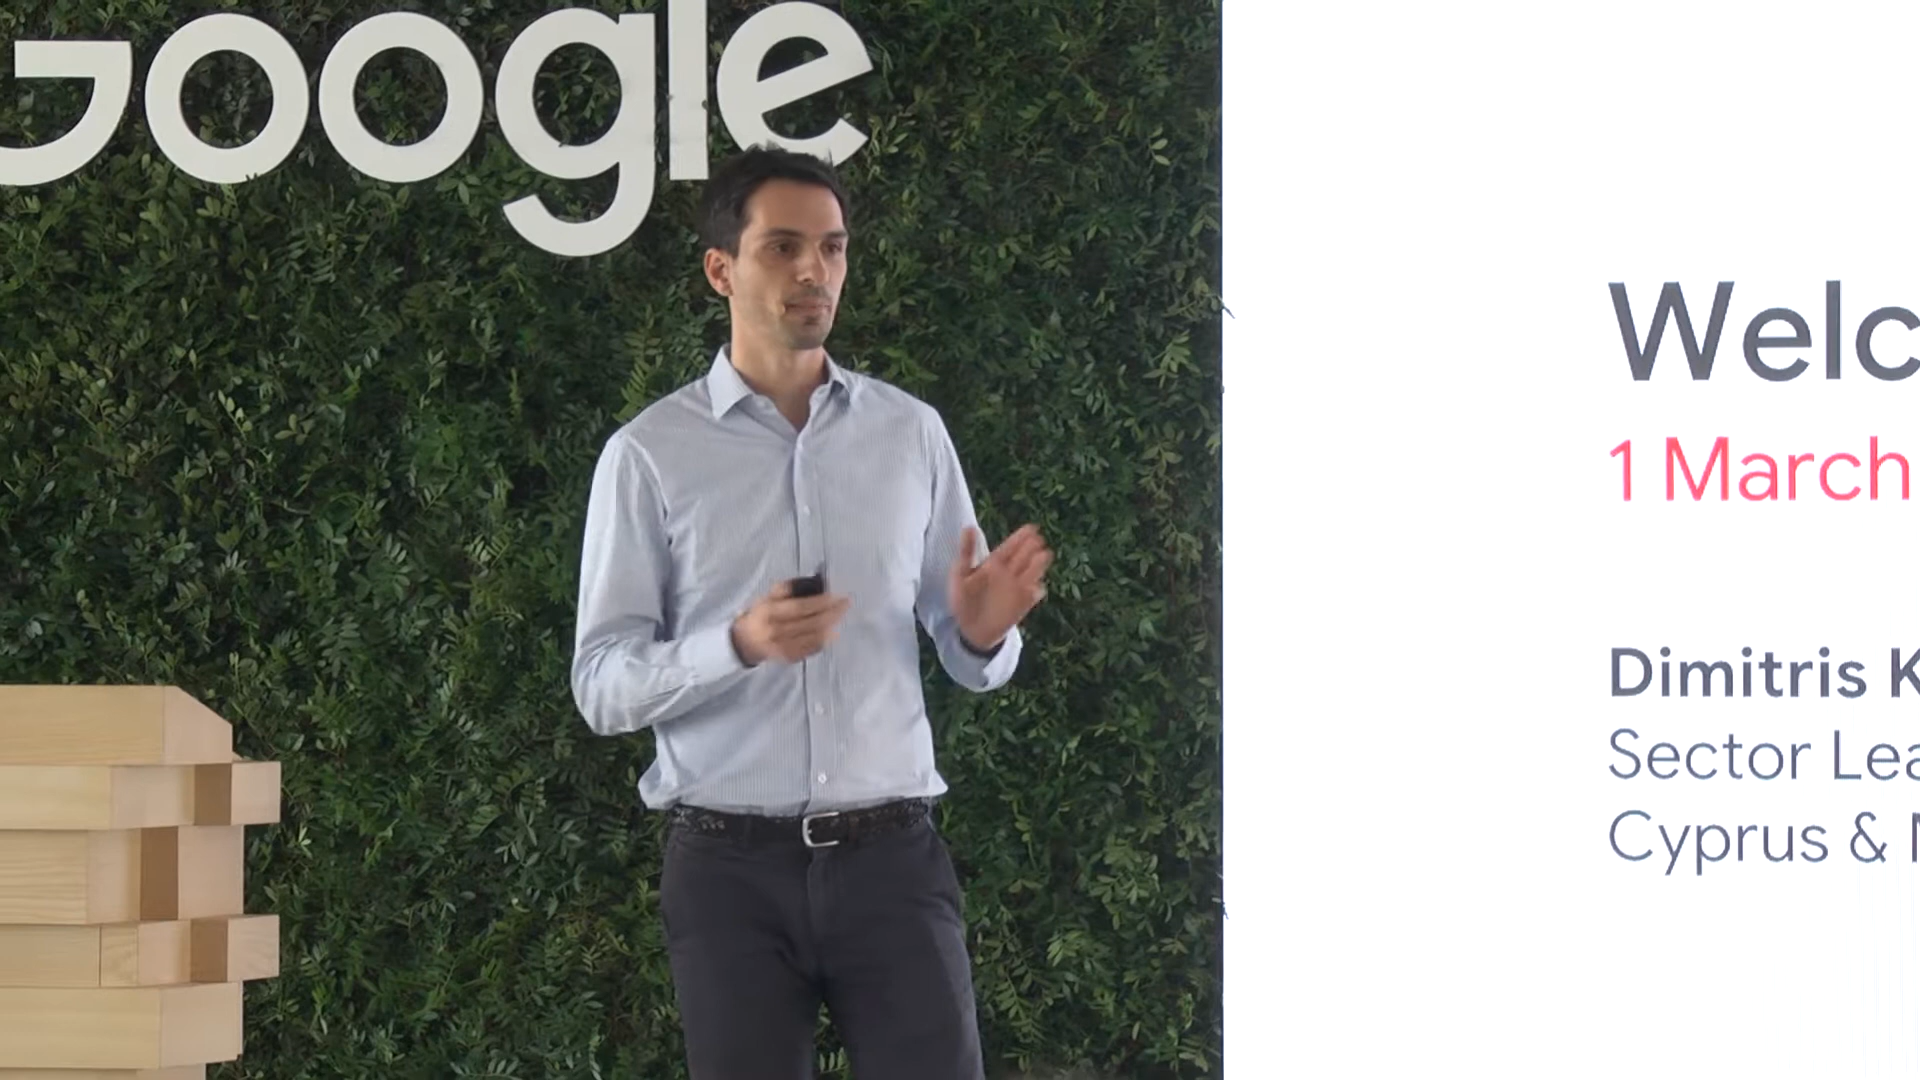 Google
Welc
1 March
Dimitris K
Sector Lea
Cyprus &